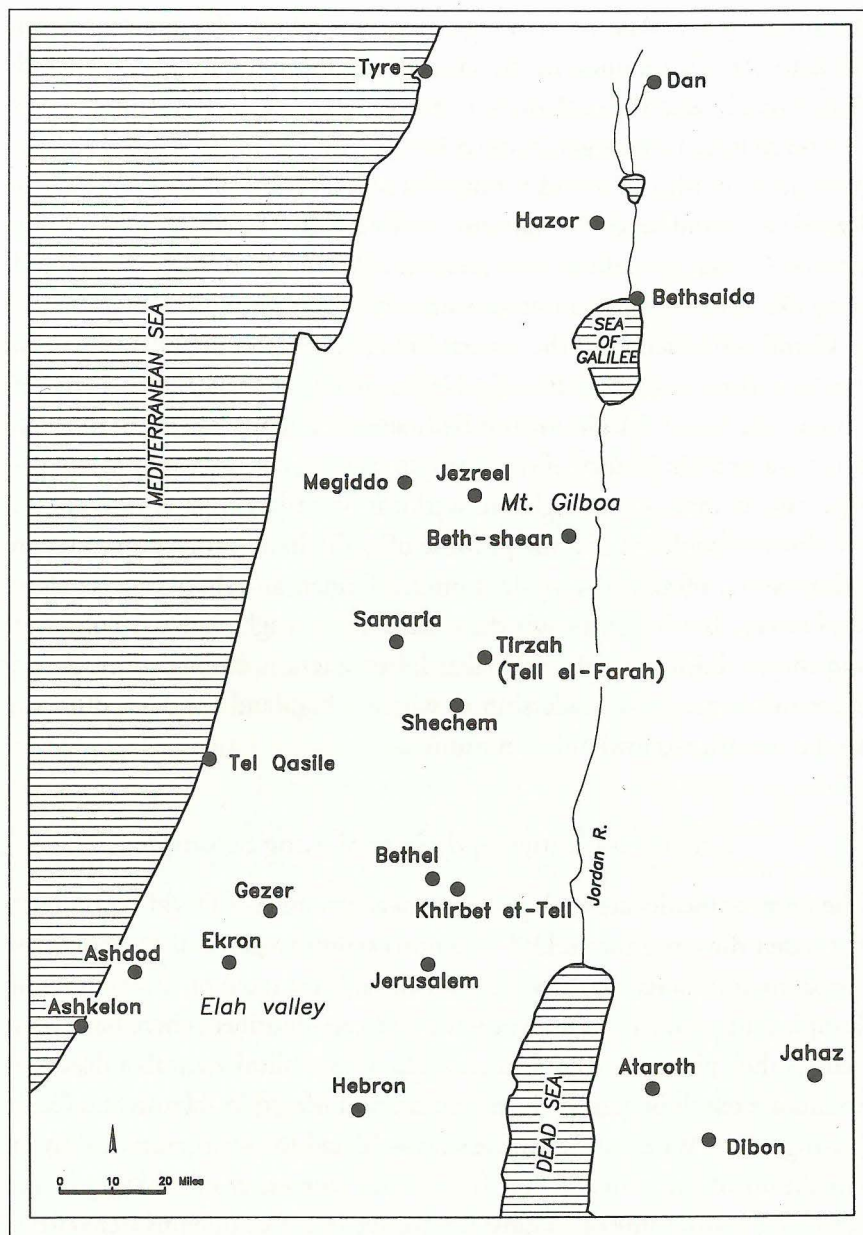 Tyre
Dan
Hazor
Bethsaida
SEA
OF
GALILEE
MEDITERRANEAN SEA
Megiddo
Jezreel
Mt. Gilboa
Beth-shean
Samaria
Tirzah
(Tell el-Farah)
Shechem
Tel Qasile
Jordan R.
Bethel
Gezer
Khirbet et-Tell
Ekron
Ashdod
Jerusalem
Elah valley
Ashkelon
Jahaz
Ataroth
Hebron
DEAD SEA
Dibon
0 10 20 Miles